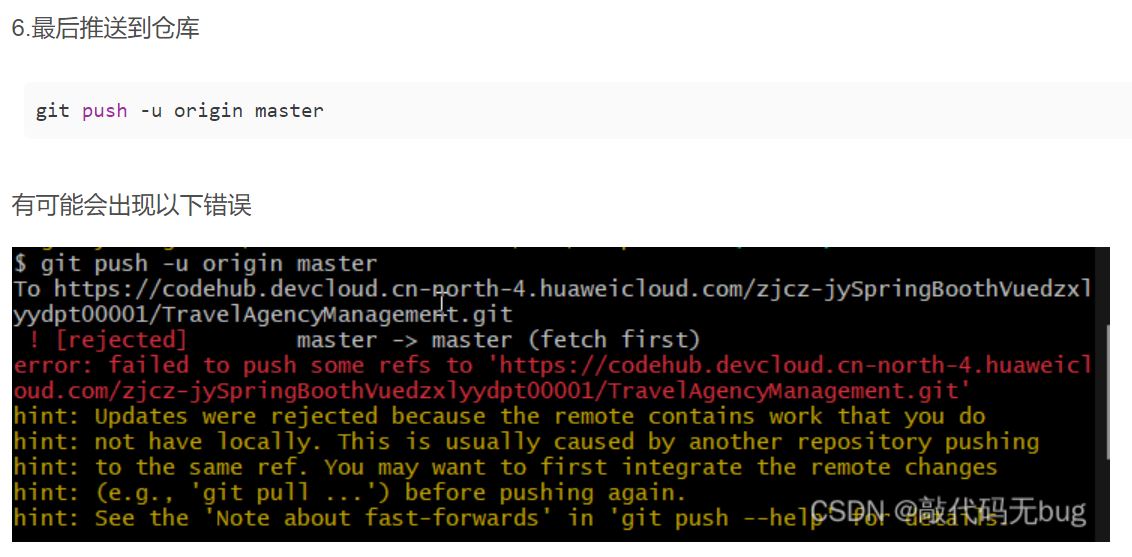 6.最后推送到仓库
git push -u origin master
有可能会出现以下错误
$ git push -u origin master
To https://codehub.devcloud.cn-north-4.huaweicloud.com/zjcz-jySpringBoothVuedzxl
yydpt00001/TravelAgencyManagement.git
! [rejected] master -> master (fetch first)
error: failed to push some refs to 'https://codehub.devcloud.cn-north-4.huaweicl
oud.com/zjcz-jySpringBoothVuedzxlyydpt00001/TravelAgencyManagement.git'
hint: Updates were rejected because the remote contains work that you do
hint: not have locally. This is usually caused by another repository pushing
hint: to the same ref. You may want to first integrate the remote changes
hint: (e.g., 'git pull ...') before pushing again.
hint: See the 'Note about fast-forwards' in 'git push --help' for details.
CSDN @敲代码无bug